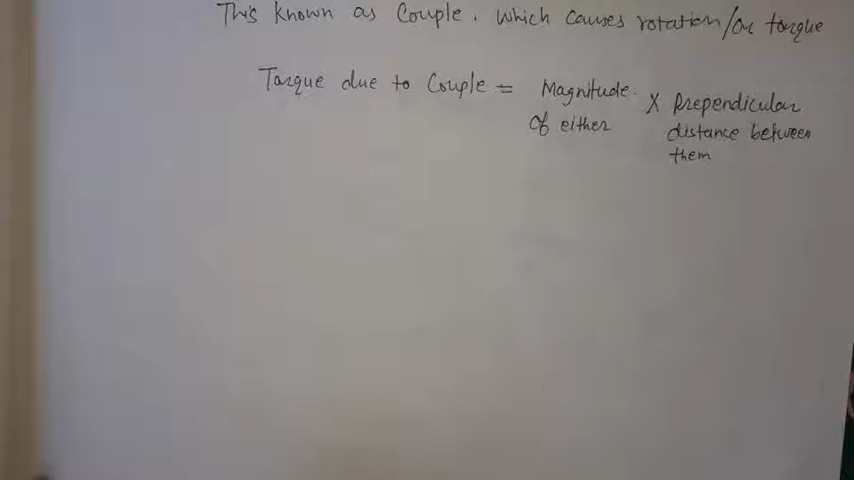 This known as Couple. which causes rotation/or torque
Torque due to Couple = Magnitude of either X Prependicular distance between them